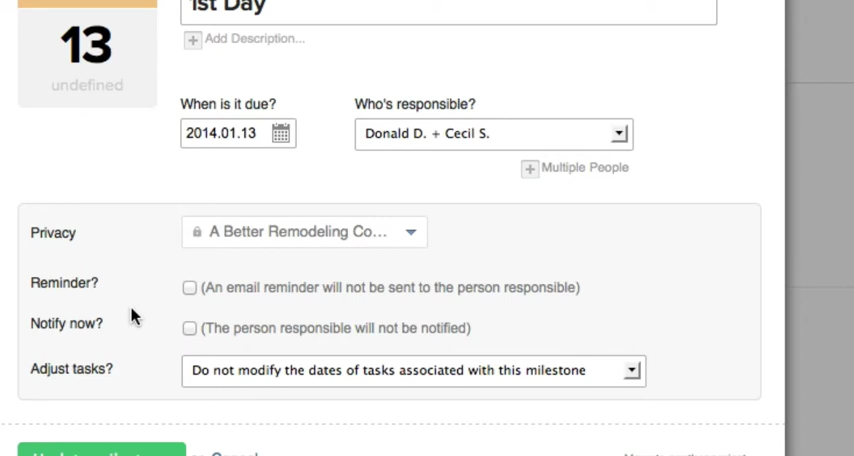 1st Day
13
undefined
Add Description...
When is it due?
Who's responsible?
2014.01.13
Donald D. + Cecil S.
Multiple People
Privacy
A Better Remodeling Co...
Reminder?
(An email reminder will not be sent to the person responsible)
Notify now?
(The person responsible will not be notified)
Adjust tasks?
Do not modify the dates of tasks associated with this milestone